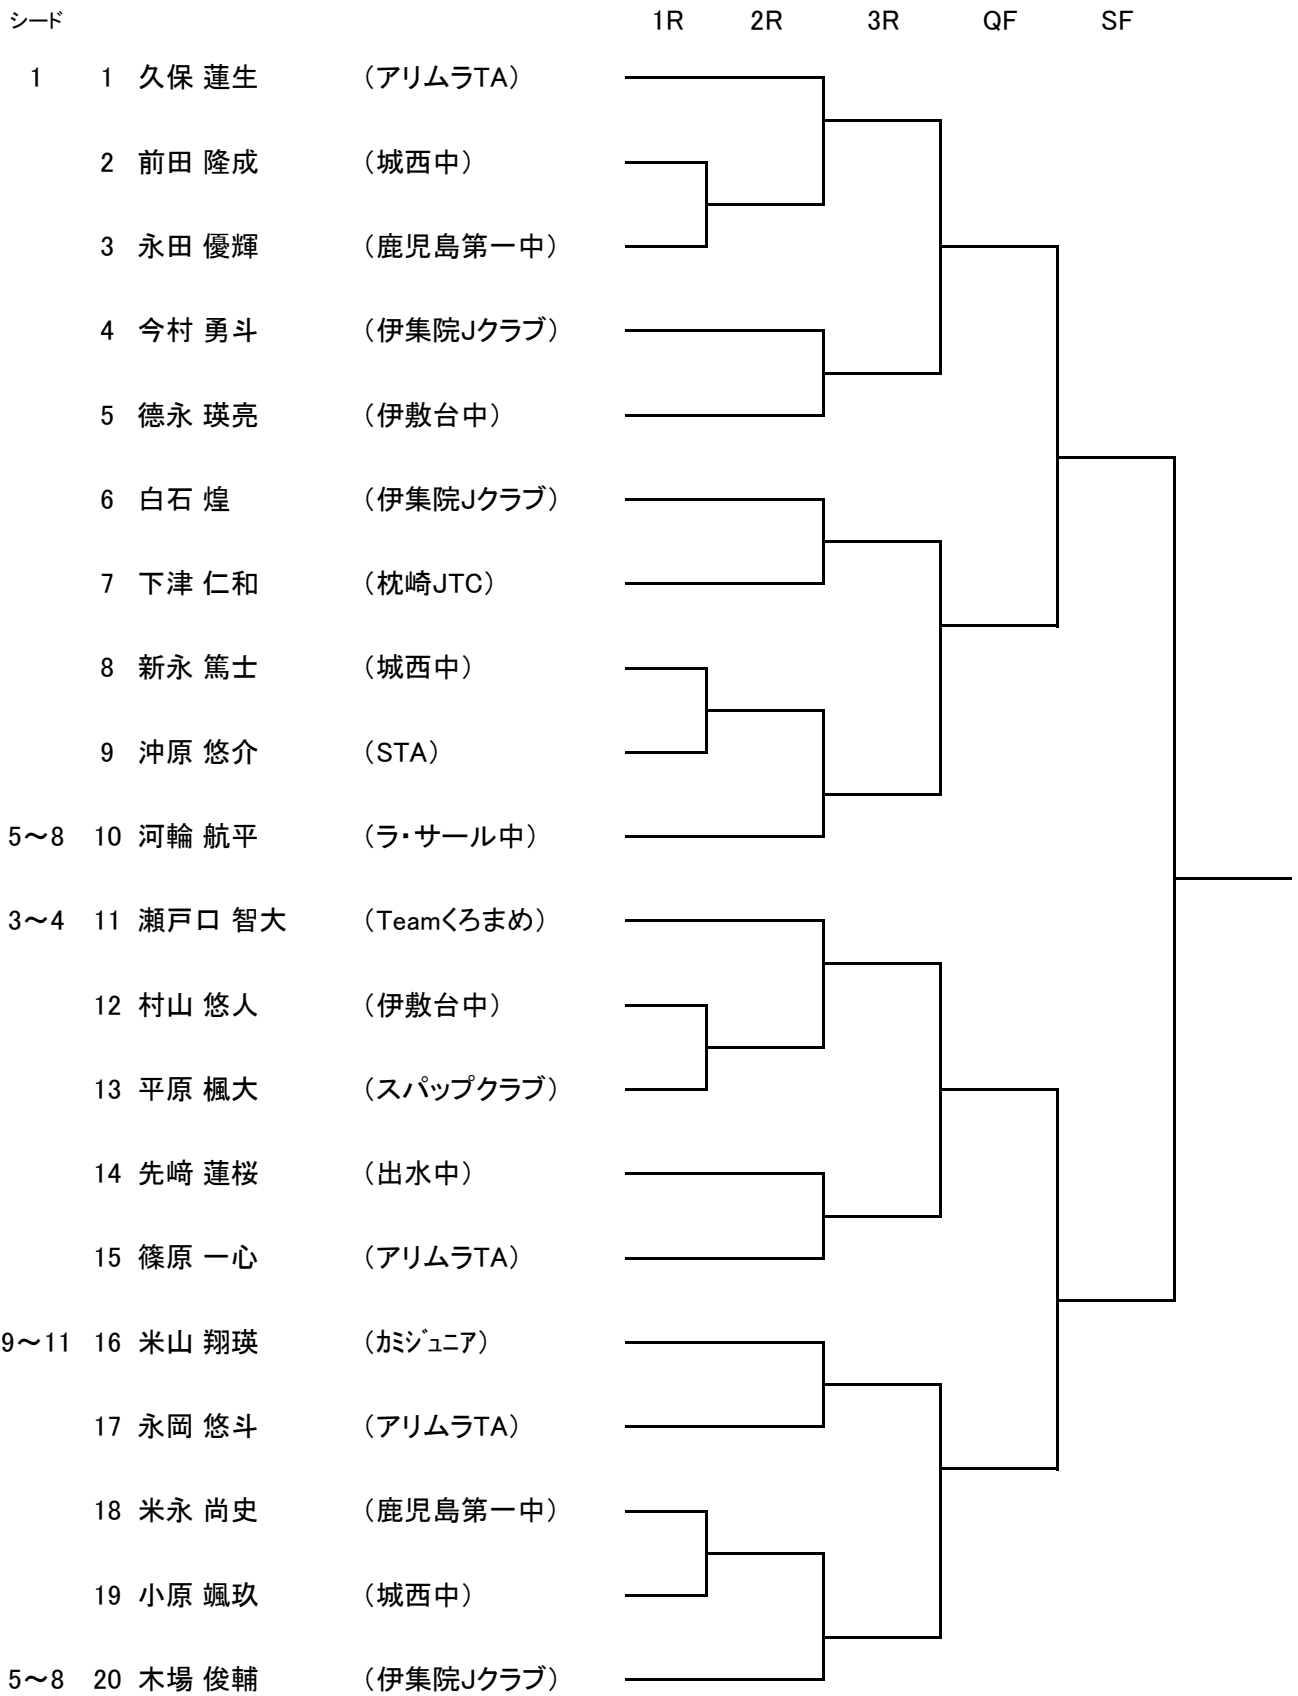 シード 1R 2R 3R QF SF
1 1 久保 蓮生 （アリムラTA）
2 前田 隆成 （城西中）
3 永田 優輝 （鹿児島第一中）
4 今村 勇斗 （伊集院Jクラブ）
5 德永 瑛亮 （伊敷台中）
6 白石 煌 （伊集院Jクラブ）
7 下津 仁和 （枕崎JTC）
8 新永 篤士 （城西中）
9 沖原 悠介 （STA）
5～8 10 河輪 航平 （ラ・サール中）
3～4 11 瀬戸口 智大 （Teamくろまめ）
12 村山 悠人 （伊敷台中）
13 平原 楓大 （スパップクラブ）
14 先﨑 蓮桜 （出水中）
15 篠原 一心 （アリムラTA）
9～11 16 米山 翔瑛 （ｶﾐｼﾞｭニア）
17 永岡 悠斗 （アリムラTA）
18 米永 尚史 （鹿児島第一中）
19 小原 颯玖 （城西中）
5～8 20 木場 俊輔 （伊集院Jクラブ）